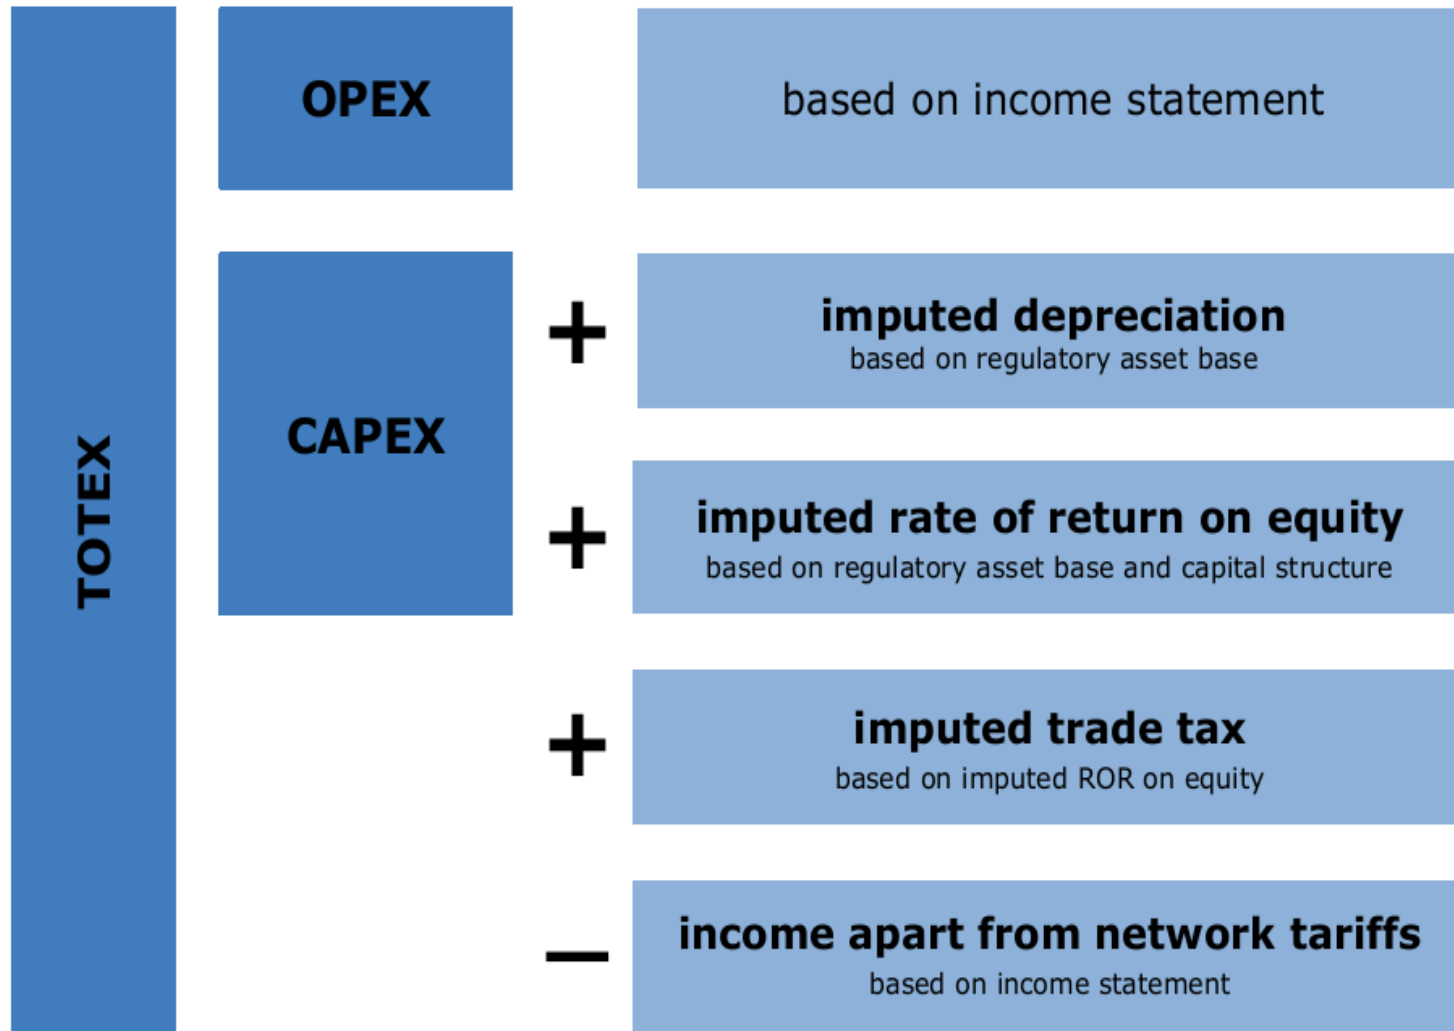 OPEX
based on income statement
+
imputed depreciation
based on regulatory asset base
CAPEX
+
imputed rate of return on equity
based on regulatory asset base and capital structure
TOTEX
+
imputed trade tax
based on imputed ROR on equity
—
income apart from network tariffs
based on income statement